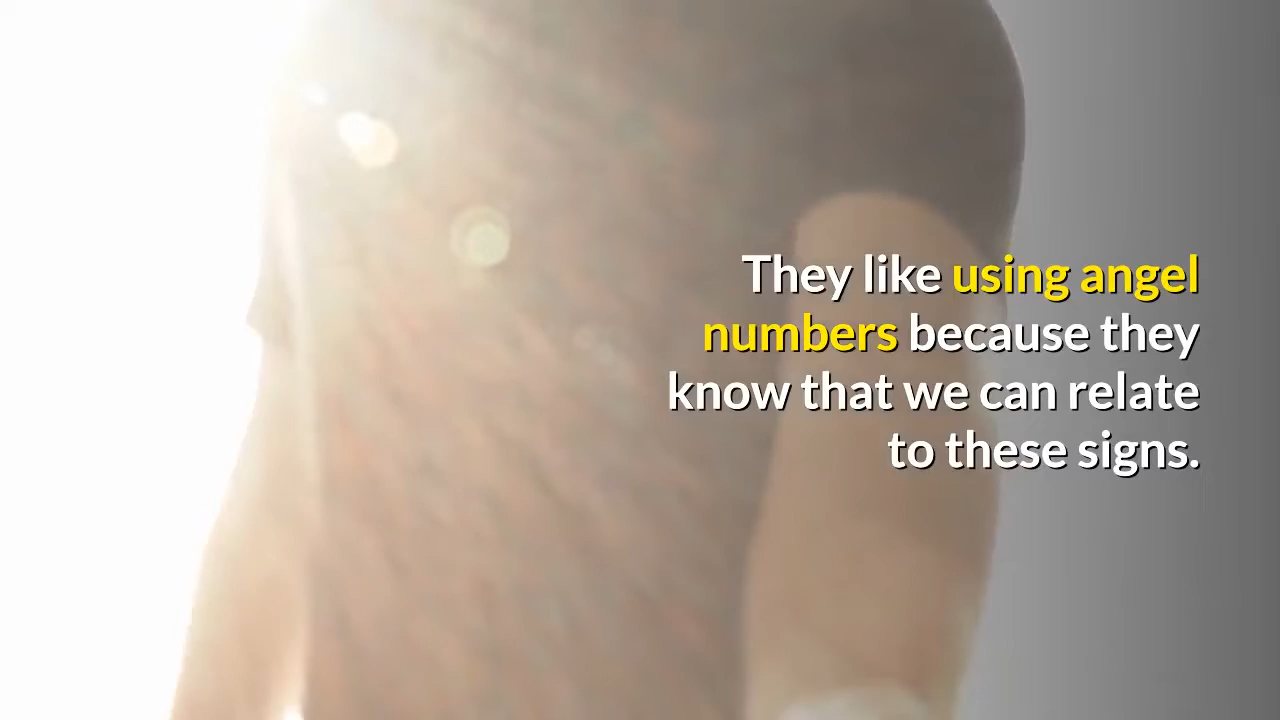 They like using angel
numbers because they
know that we can relate
to these signs.